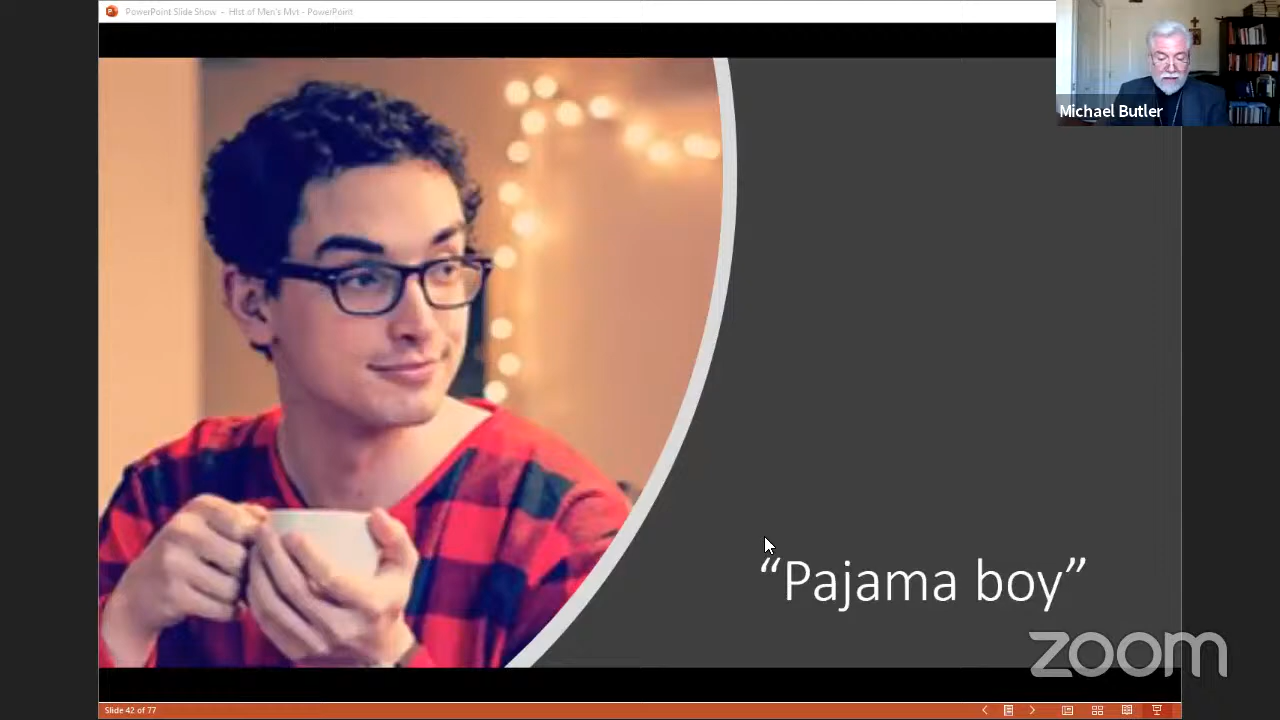 PowerPoint Slide Show - Hist of Men's Mvt - PowerPoint
Michael Butler
“Pajama boy”
zoom
Slide 42 of 77